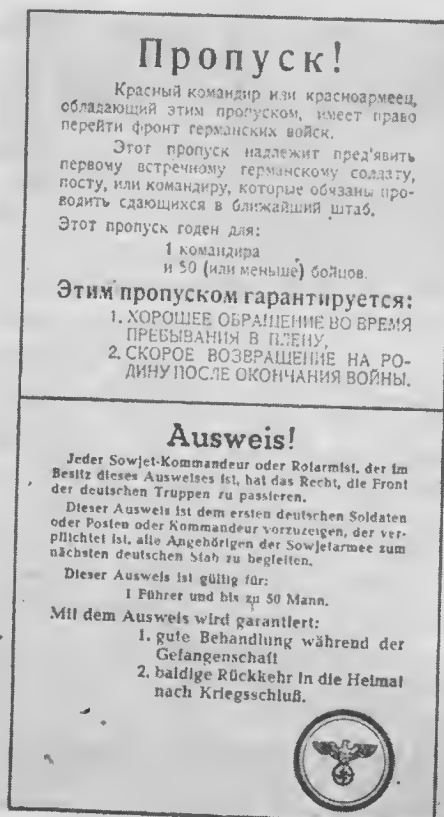 Пропуск!
Красный командир или красноармеец,
обладающий этим пропуском, имеет право
перейти фронт германских войск.
Этот пропуск надлежит пред'явить
первому встречному германскому солдату,
посту, или командиру, которые обязаны про-
водить сдающихся в ближайший штаб.
Этот пропуск годен для:
1 командира
и 50 (или меньше) бойцов.
Этим пропуском гарантируется:
1. ХОРОШЕЕ ОБРАЩЕНИЕ ВО ВРЕМЯ
ПРЕБЫВАНИЯ В ПЛЕНУ,
2. СКОРОЕ ВОЗВРАЩЕНИЕ НА РО-
ДИНУ ПОСЛЕ ОКОНЧАНИЯ ВОЙНЫ.
Ausweis!
Jeder Sowjet-Kommandeur oder Rotarmist, der im
Besitz dieses Ausweises ist, hat das Recht, die Front
der deutschen Truppen zu passieren.
Dieser Ausweis ist dem ersten deutschen Soldaten
oder Posten oder Kommandeur vorzuzeigen, der ver-
pflichtet ist, alle Angehörigen der Sowjetarmee zum
nächsten deutschen Stab zu begleiten.
Dieser Ausweis ist gültig für:
1 Führer und bis zu 50 Mann.
Mit dem Ausweis wird garantiert:
1. gute Behandlung während der
Gefangenschaft
2. baldige Rückkehr in die Heimat
nach Kriegsschluß.